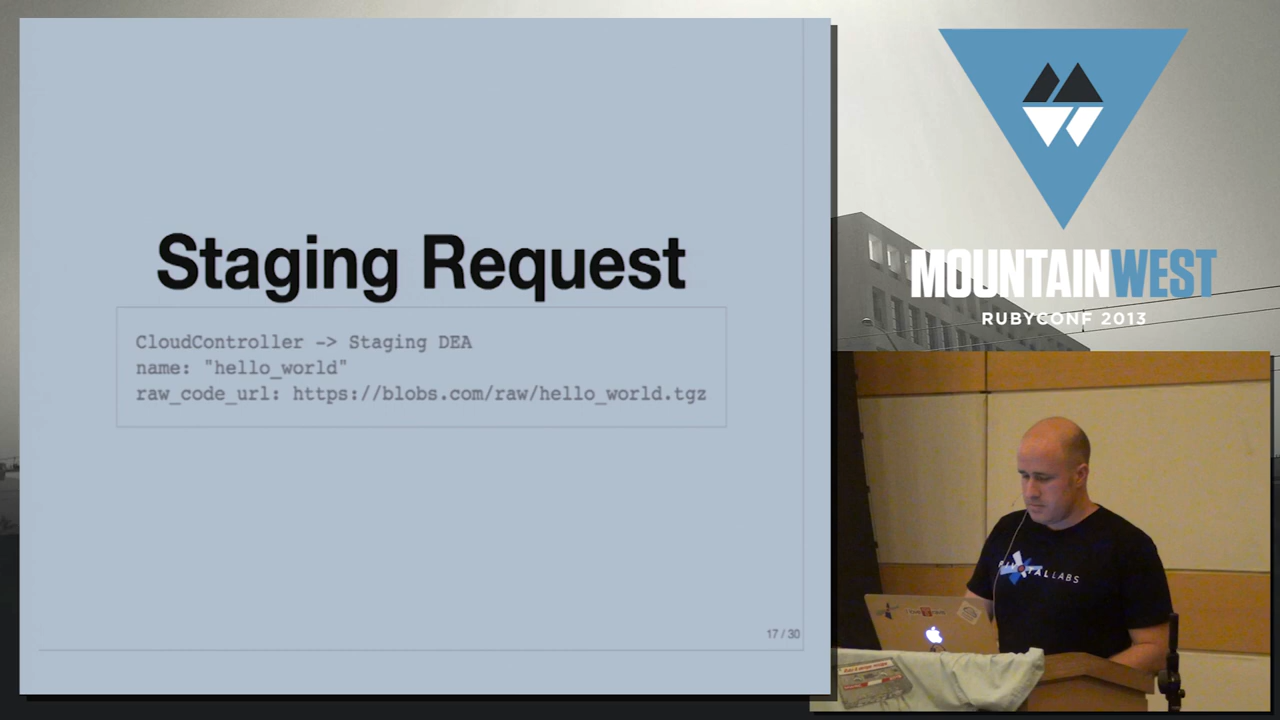 Staging Request
CloudController -> Staging DEA
name: "hello_world"
raw_code_url: https://blobs.com/raw/hello_world.tgz
17 / 30
MOUNTAINWEST
RUBYCONF 2013
LABS